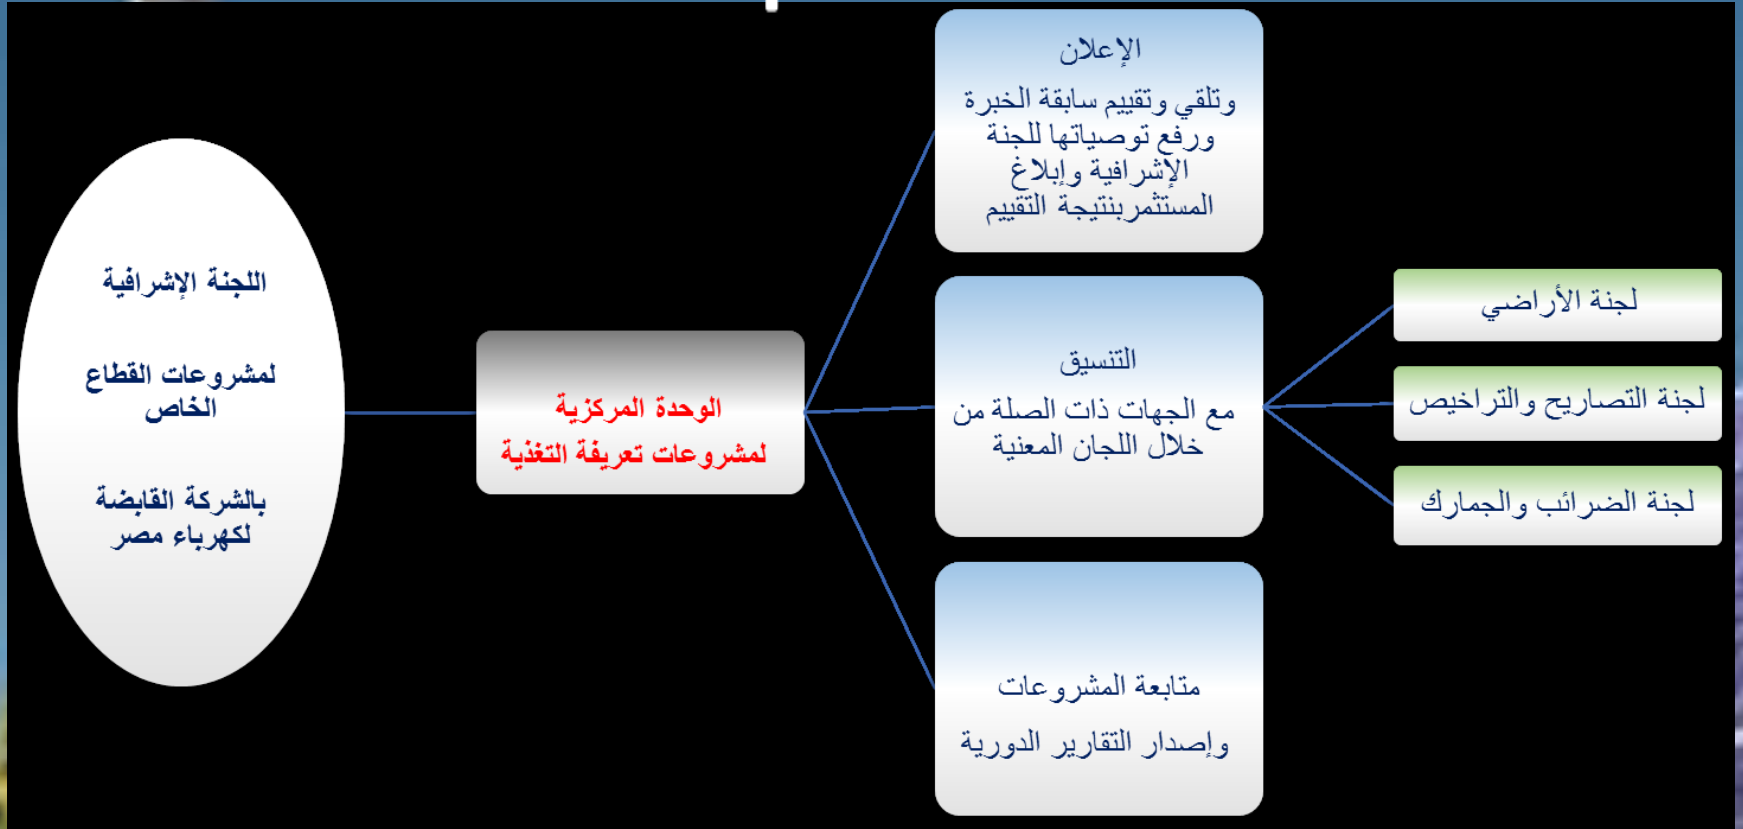 اللجنة الإشرافية
لمشروعات القطاع
الخاص
بالشركة القابضة
لكهرباء مصر
الوحدة المركزية
لمشروعات تعريفة التغذية
الإعلان
وتلقي وتقييم سابقة الخبرة
ورفع توصياتها للجنة
الإشرافية وإبلاغ
المستثمربنتيجة التقييم
التنسيق
مع الجهات ذات الصلة من
خلال اللجان المعنية
متابعة المشروعات
وإصدار التقارير الدورية
لجنة الأراضي
لجنة التصاريح والتراخيص
لجنة الضرائب والجمارك